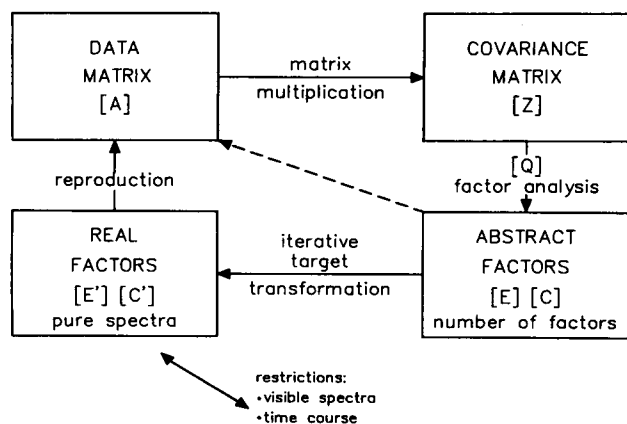 DATA
MATRIX
[A]
matrix
multiplication
COVARIANCE
MATRIX
[Z]
reproduction
[Q]
factor analysis
REAL
FACTORS
[E'] [C']
pure spectra
iterative
target
transformation
ABSTRACT
FACTORS
[E] [C]
number of factors
restrictions:
•visible spectra
•time course